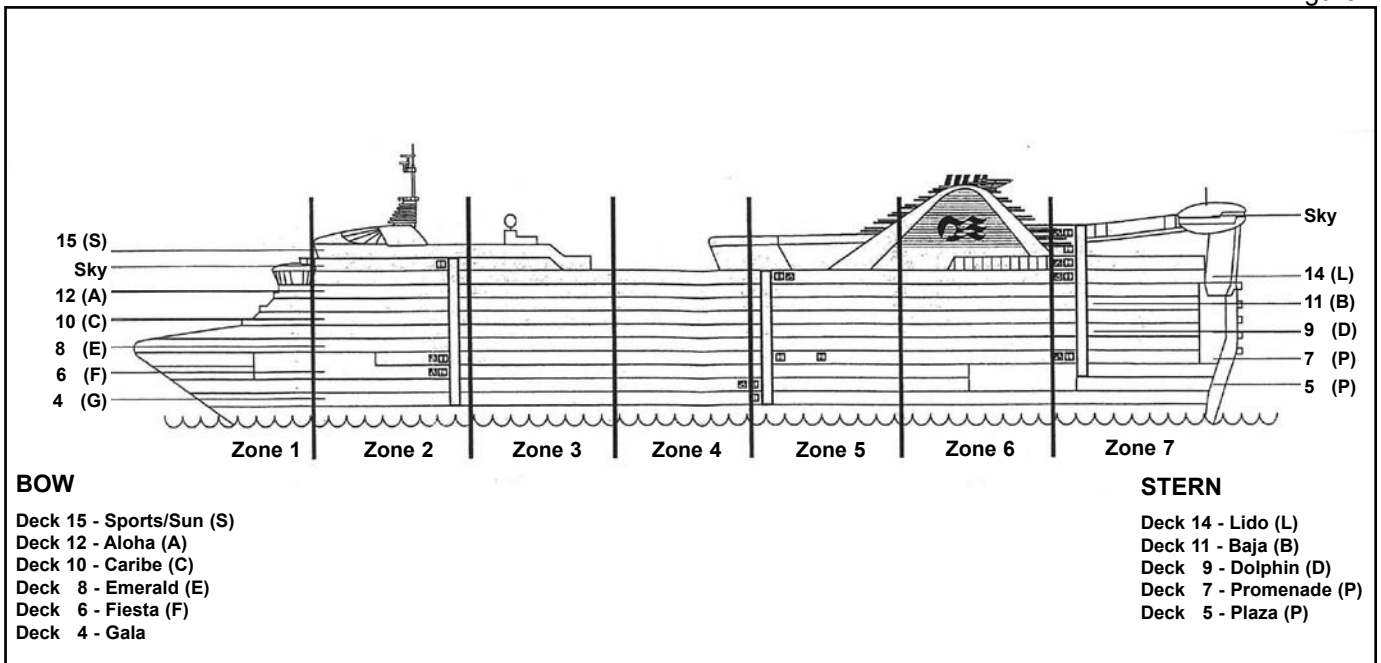 15 (S)
Sky
12 (A)
10 (C)
8 (E)
6 (F)
4 (G)
Sky
14 (L)
11 (B)
9 (D)
7 (P)
5 (P)
Zone 1
Zone 2
Zone 3
Zone 4
Zone 5
Zone 6
Zone 7
BOW
Deck 15 - Sports/Sun (S)
Deck 12 - Aloha (A)
Deck 10 - Caribe (C)
Deck 8 - Emerald (E)
Deck 6 - Fiesta (F)
Deck 4 - Gala
STERN
Deck 14 - Lido (L)
Deck 11 - Baja (B)
Deck 9 - Dolphin (D)
Deck 7 - Promenade (P)
Deck 5 - Plaza (P)